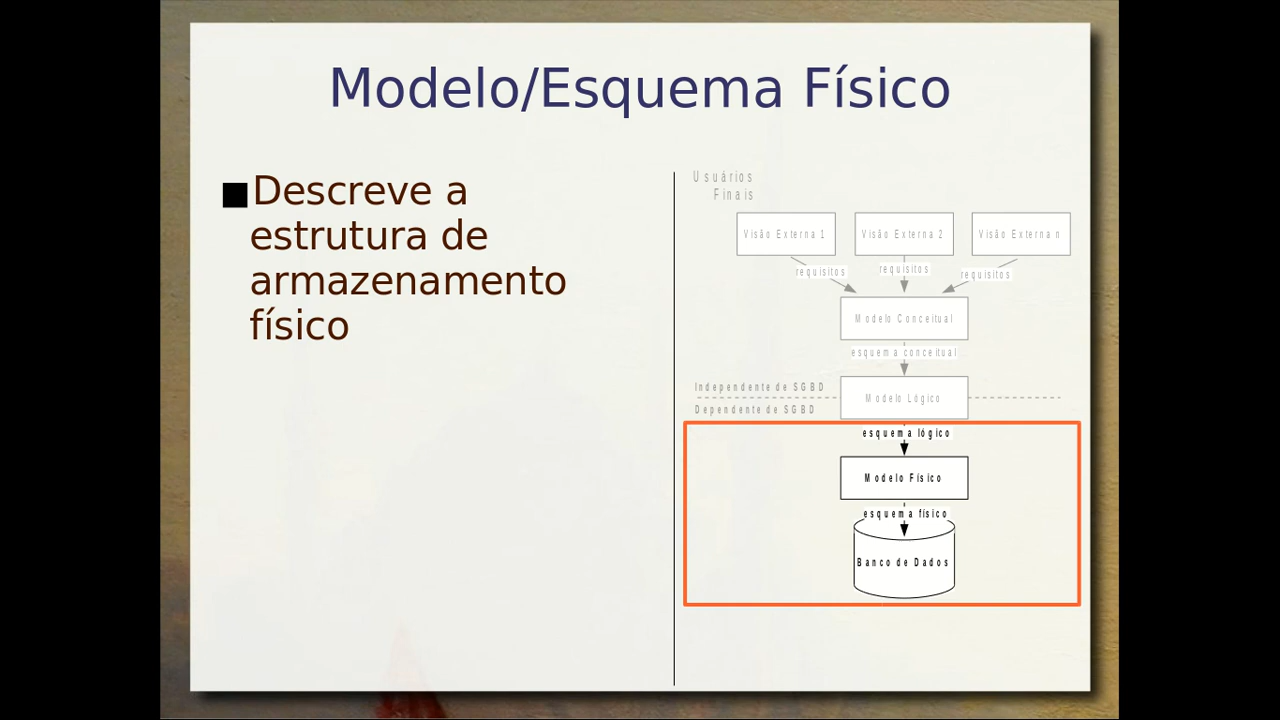 Modelo/Esquema Físico
Descreve a
estrutura de
armazenamento
físico
Usuários
Finais
Visão Externa 1
Visão Externa 2
Visão Externa n
requisitos
requisitos
requisitos
Modelo Conceitual
esquema conceitual
Independente de SGBD
Modelo Lógico
Dependente de SGBD
esquema lógico
Modelo Físico
esquema físico
Banco de Dados